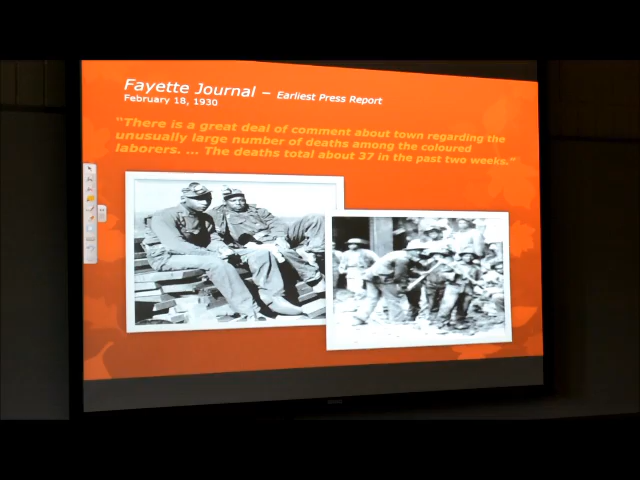 Fayette Journal – Earliest Press Report
February 18, 1930
"There is a great deal of comment about town regarding the
unusually large number of deaths among the coloured
laborers. ... The deaths total about 37 in the past two weeks."